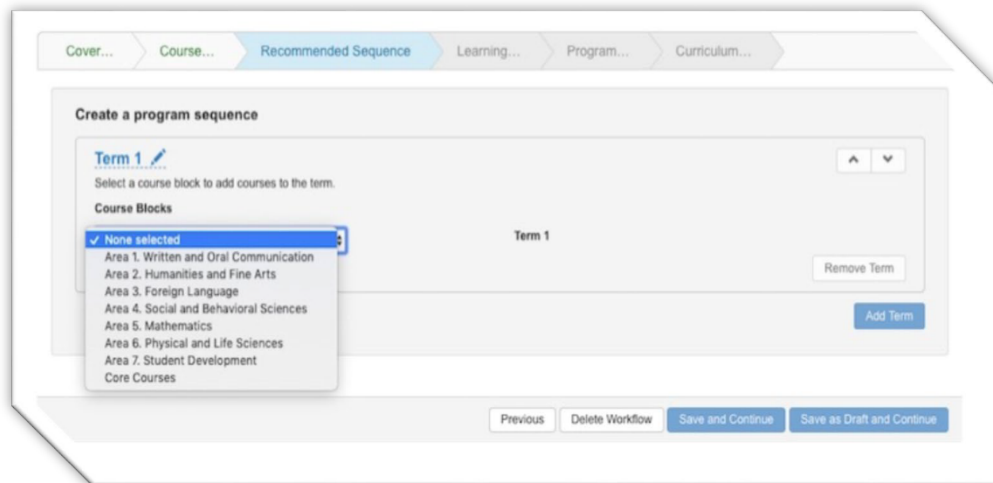 Cover... Course... Recommended Sequence Learning... Program... Curriculum...
Create a program sequence
Term 1
Select a course block to add courses to the term.
Course Blocks
✓ None selected
Term 1
Area 1. Written and Oral Communication
Area 2. Humanities and Fine Arts
Area 3. Foreign Language
Area 4. Social and Behavioral Sciences
Area 5. Mathematics
Area 6. Physical and Life Sciences
Area 7. Student Development
Core Courses
Remove Term
Add Term
Previous Delete Workflow Save and Continue Save as Draft and Continue